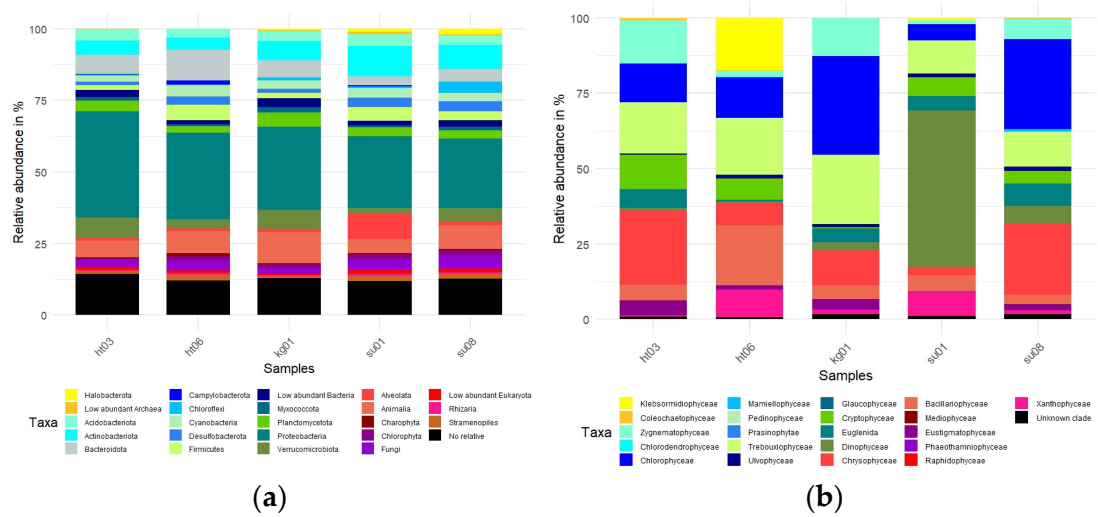 100
75
50
25
0
Relative abundance in %
ht03
ht06
kg01
su01
su08
Samples
Halobacterota
Campylobacterota
Low abundant Bacteria
Alveolata
Low abundant Eukaryota
Low abundant Archaea
Chloroflexi
Myxococcota
Animalia
Rhizaria
Acidobacteriota
Cyanobacteria
Planctomycetota
Charophyta
Stramenopiles
Taxa
Actinobacteriota
Desulfobacterota
Proteobacteria
Chlorophyta
No relative
Bacteroidota
Firmicutes
Verrucomicrobiota
Fungi
(a)
100
75
50
25
0
Relative abundance in %
ht03
ht06
kg01
su01
su08
Samples
Klebsormidiophyceae
Mamiellophyceae
Glaucophyceae
Bacillariophyceae
Xanthophyceae
Coleochaetophyceae
Pedinophyceae
Cryptophyceae
Mediophyceae
Unknown clade
Taxa
Zygnematophyceae
Prasinophytae
Euglenida
Eustigmatophyceae
Chlorodendrophyceae
Trebouxiophyceae
Dinophyceae
Phaeothamniophyceae
Chlorophyceae
Ulvophyceae
Chrysophyceae
Raphidophyceae
(b)